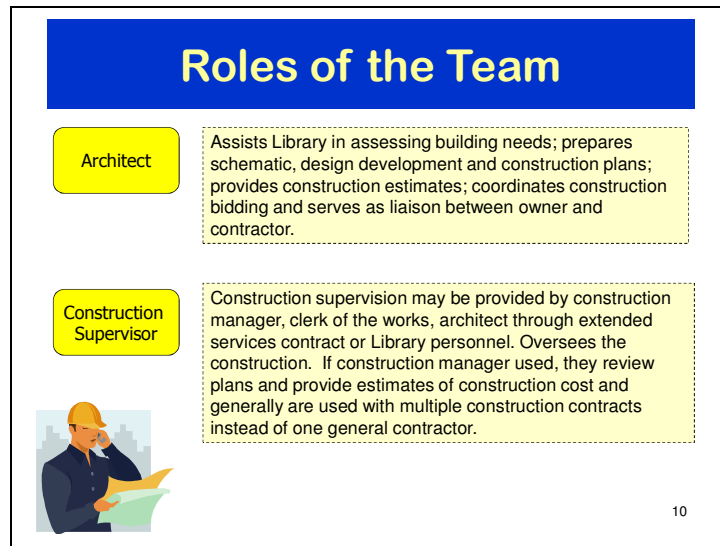 Roles of the Team
Architect
Assists Library in assessing building needs; prepares
schematic, design development and construction plans;
provides construction estimates; coordinates construction
bidding and serves as liaison between owner and
contractor.
Construction
Supervisor
Construction supervision may be provided by construction
manager, clerk of the works, architect through extended
services contract or Library personnel. Oversees the
construction.  If construction manager used, they review
plans and provide estimates of construction cost and
generally are used with multiple construction contracts
instead of one general contractor.
10